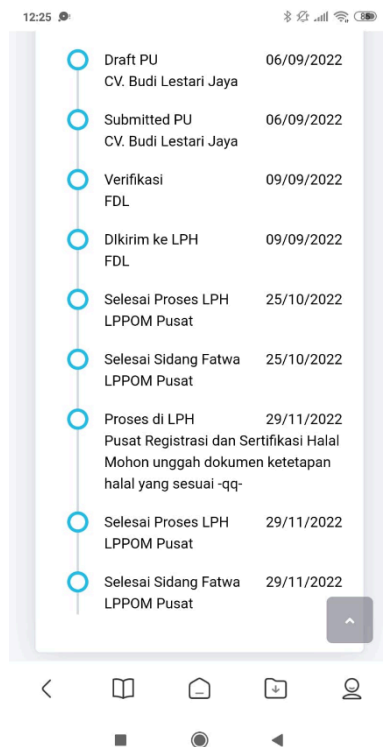 12:25
Draft PU 06/09/2022
CV. Budi Lestari Jaya
Submitted PU 06/09/2022
CV. Budi Lestari Jaya
Verifikasi 09/09/2022
FDL
DIkirim ke LPH 09/09/2022
FDL
Selesai Proses LPH 25/10/2022
LPPOM Pusat
Selesai Sidang Fatwa 25/10/2022
LPPOM Pusat
Proses di LPH 29/11/2022
Pusat Registrasi dan Sertifikasi Halal
Mohon unggah dokumen ketetapan
halal yang sesuai -qq-
Selesai Proses LPH 29/11/2022
LPPOM Pusat
Selesai Sidang Fatwa 29/11/2022
LPPOM Pusat